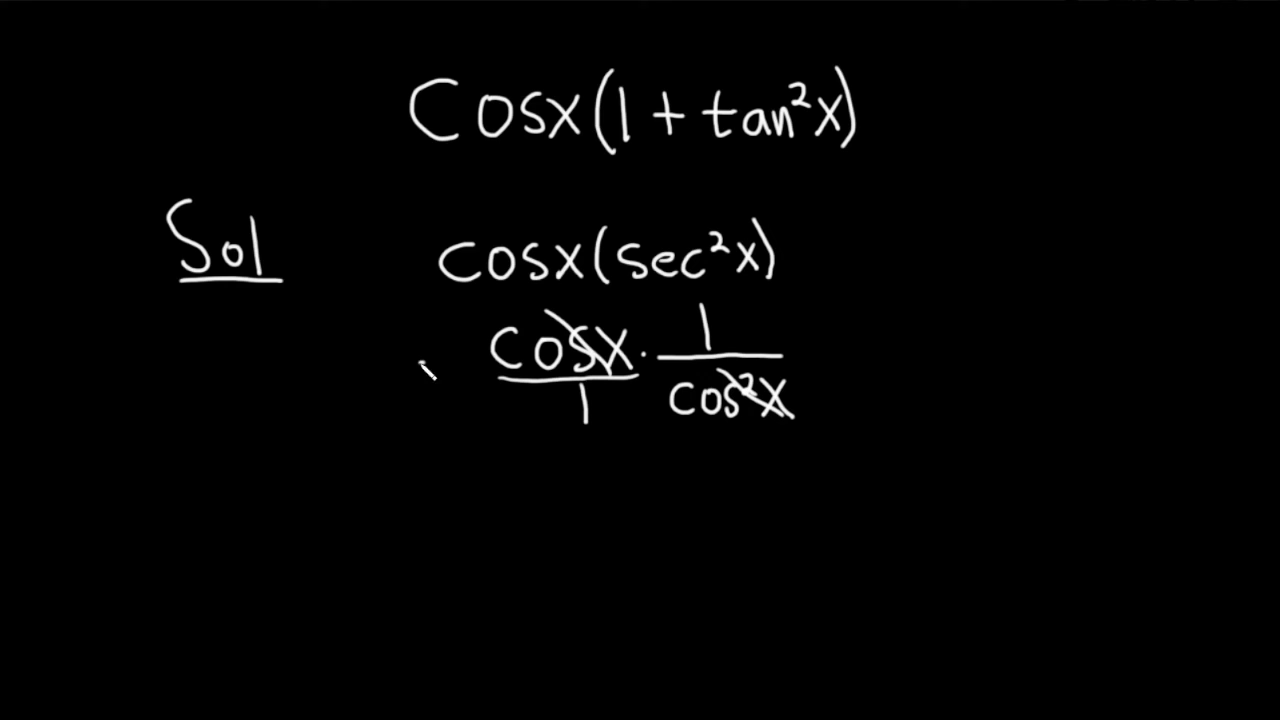 Cosx(1 + tan²x)
Sol
cosx(sec²x)
cosx/1 · 1/cos²x